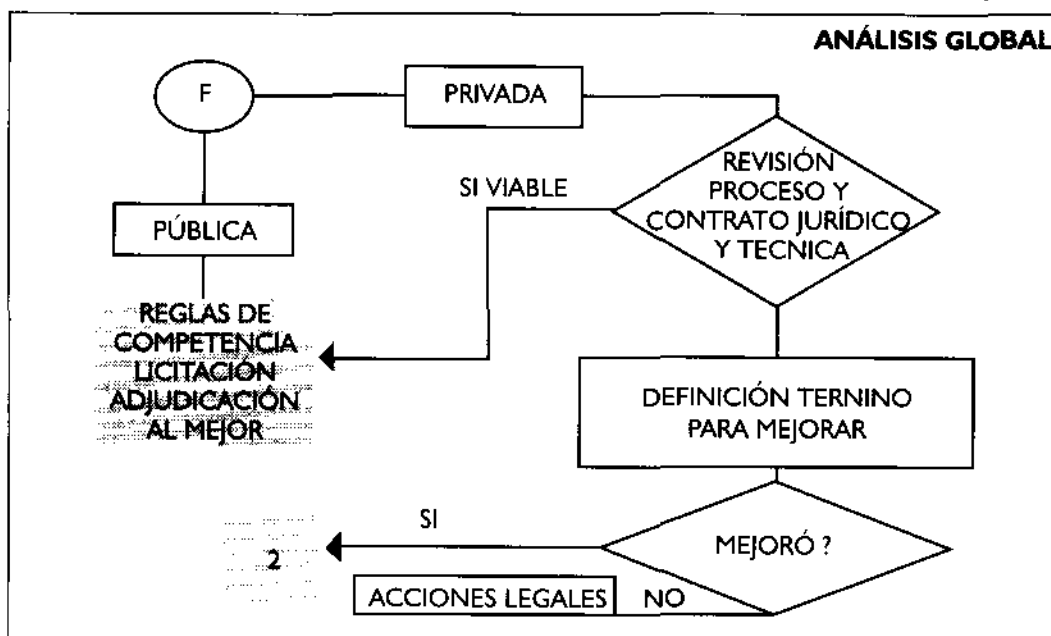 ANÁLISIS GLOBAL
F
PRIVADA
REVISIÓN
PROCESO Y
CONTRATO JURÍDICO
Y TECNICA
SI VIABLE
PÚBLICA
REGLAS DE
COMPETENCIA
LICITACIÓN
ADJUDICACIÓN
AL MEJOR
DEFINICIÓN TERNINO
PARA MEJORAR
MEJORÓ ?
SI
2
ACCIONES LEGALES
NO